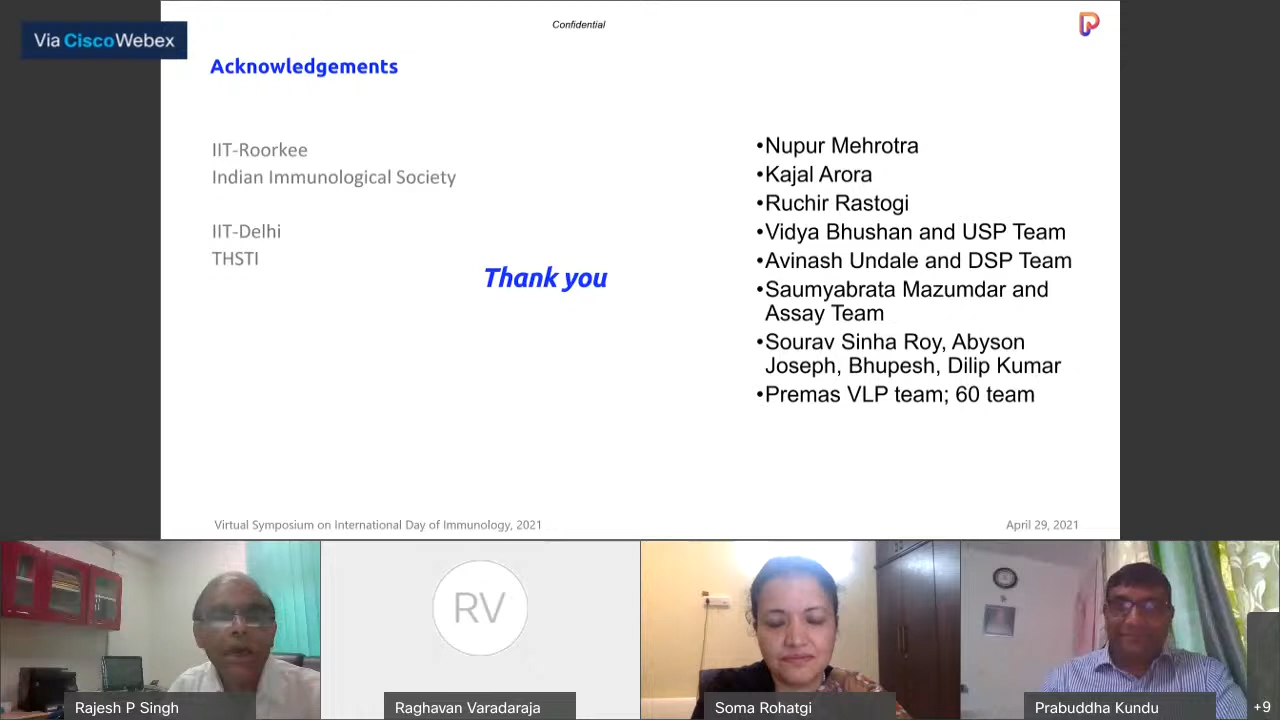 Via CiscoWebex
Confidential
Acknowledgements
IIT-Roorkee
Indian Immunological Society
IIT-Delhi
THSTI
Thank you
•Nupur Mehrotra
•Kajal Arora
•Ruchir Rastogi
•Vidya Bhushan and USP Team
•Avinash Undale and DSP Team
•Saumyabrata Mazumdar and
Assay Team
•Sourav Sinha Roy, Abyson
Joseph, Bhupesh, Dilip Kumar
•Premas VLP team; 60 team
Virtual Symposium on International Day of Immunology, 2021
April 29, 2021
RV
Rajesh P Singh
Raghavan Varadaraja
Soma Rohatgi
Prabuddha Kundu
+9